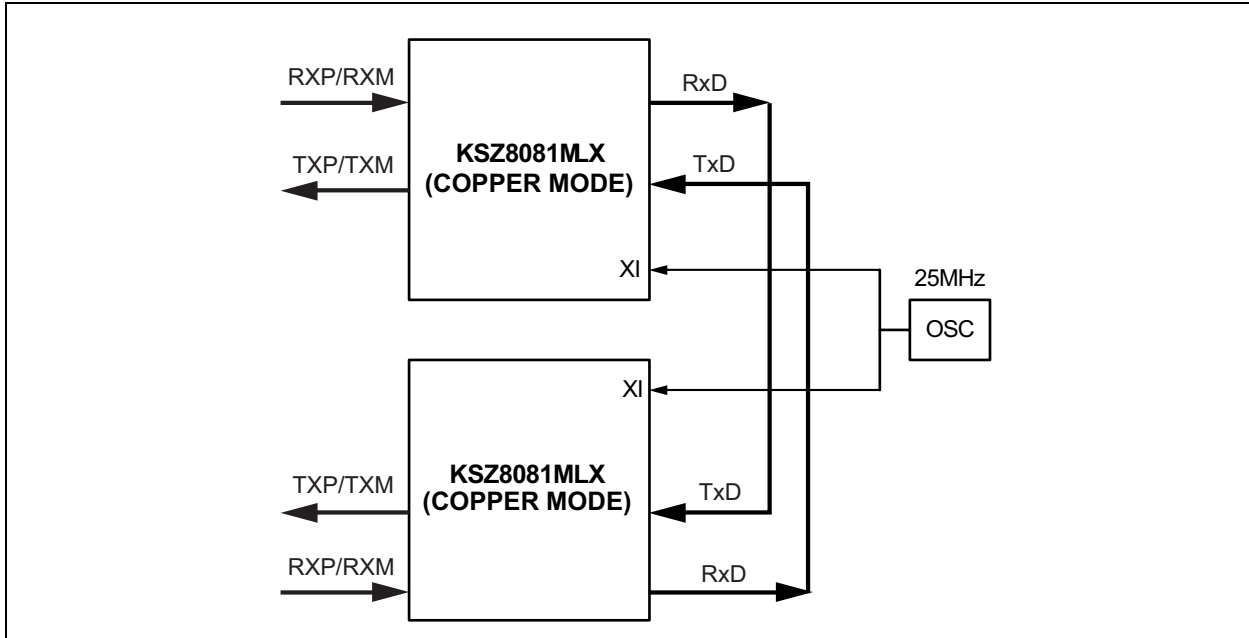 RXP/RXM
RxD
KSZ8081MLX
(COPPER MODE)
TXP/TXM
TxD
XI
25MHz
OSC
XI
KSZ8081MLX
(COPPER MODE)
TXP/TXM
TxD
RXP/RXM
RxD